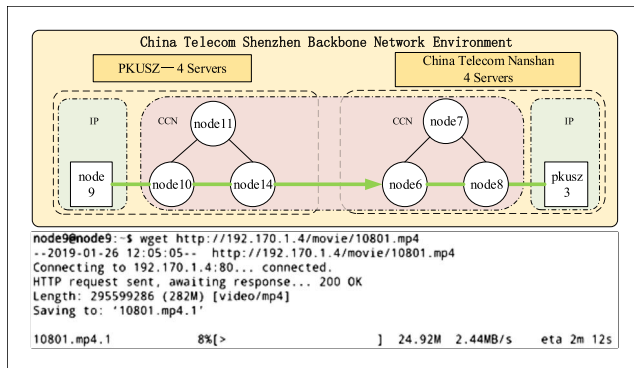 China Telecom Shenzhen Backbone Network Environment
PKUSZ—4 Servers
China Telecom Nanshan
4 Servers
IP
CCN
node11
node7
CCN
IP
node
9
node10
node14
node6
node8
pkusz
3
node9@node9:~$ wget http://192.170.1.4/movie/10801.mp4
--2019-01-26 12:05:05-- http://192.170.1.4/movie/10801.mp4
Connecting to 192.170.1.4:80... connected.
HTTP request sent, awaiting response... 200 OK
Length: 295599286 (282M) [video/mp4]
Saving to: ‘10801.mp4.1’
10801.mp4.1 8%[> ] 24.92M 2.44MB/s eta 2m 12s